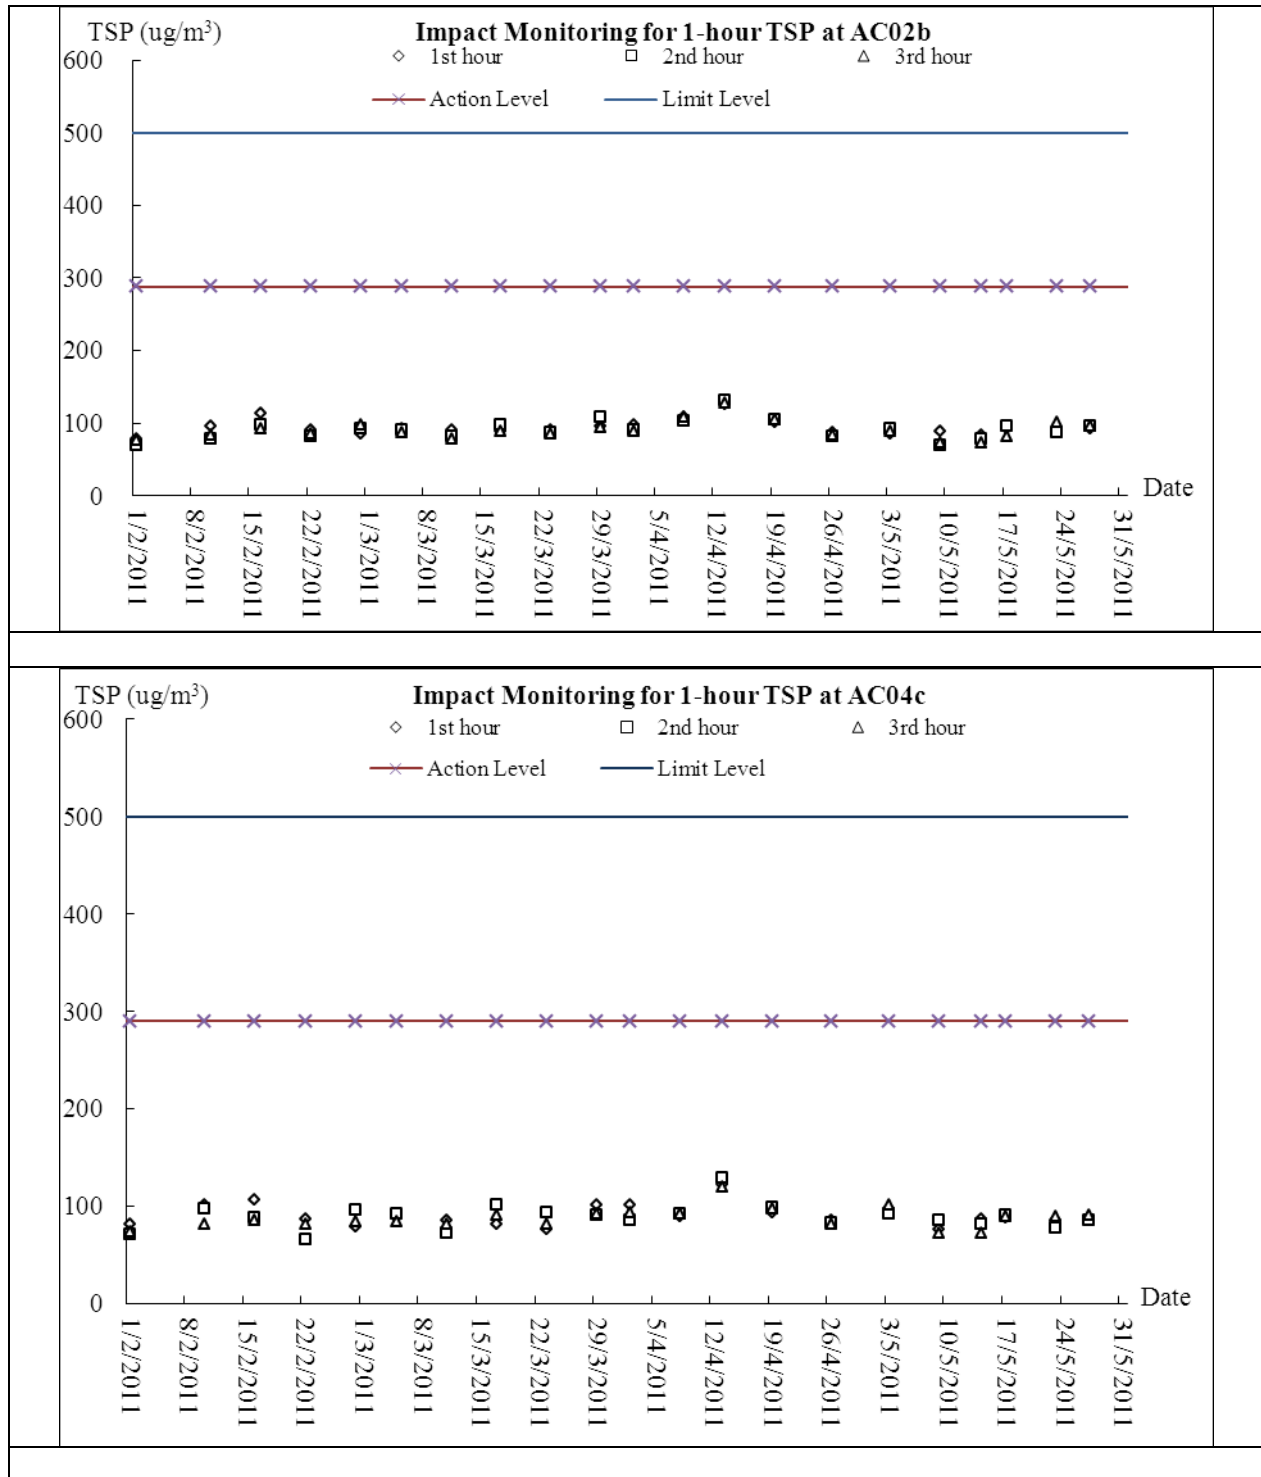 TSP (ug/m³) Impact Monitoring for 1-hour TSP at AC02b
1st hour 2nd hour 3rd hour
Action Level Limit Level
600
500
400
300
200
100
0
Date
1/2/2011 8/2/2011 15/2/2011 22/2/2011 1/3/2011 8/3/2011 15/3/2011 22/3/2011 29/3/2011 5/4/2011 12/4/2011 19/4/2011 26/4/2011 3/5/2011 10/5/2011 17/5/2011 24/5/2011 31/5/2011
TSP (ug/m³) Impact Monitoring for 1-hour TSP at AC04c
1st hour 2nd hour 3rd hour
Action Level Limit Level
600
500
400
300
200
100
0
Date
1/2/2011 8/2/2011 15/2/2011 22/2/2011 1/3/2011 8/3/2011 15/3/2011 22/3/2011 29/3/2011 5/4/2011 12/4/2011 19/4/2011 26/4/2011 3/5/2011 10/5/2011 17/5/2011 24/5/2011 31/5/2011